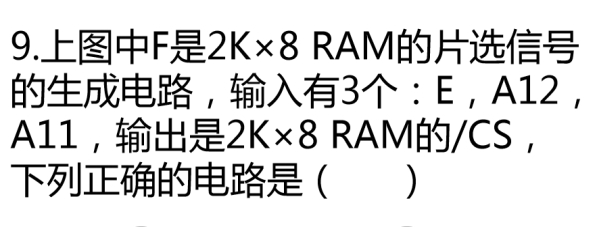 9.上图中F是2K×8 RAM的片选信号
的生成电路，输入有3个：E，A12，
A11，输出是2K×8 RAM的/CS，
下列正确的电路是（　　）